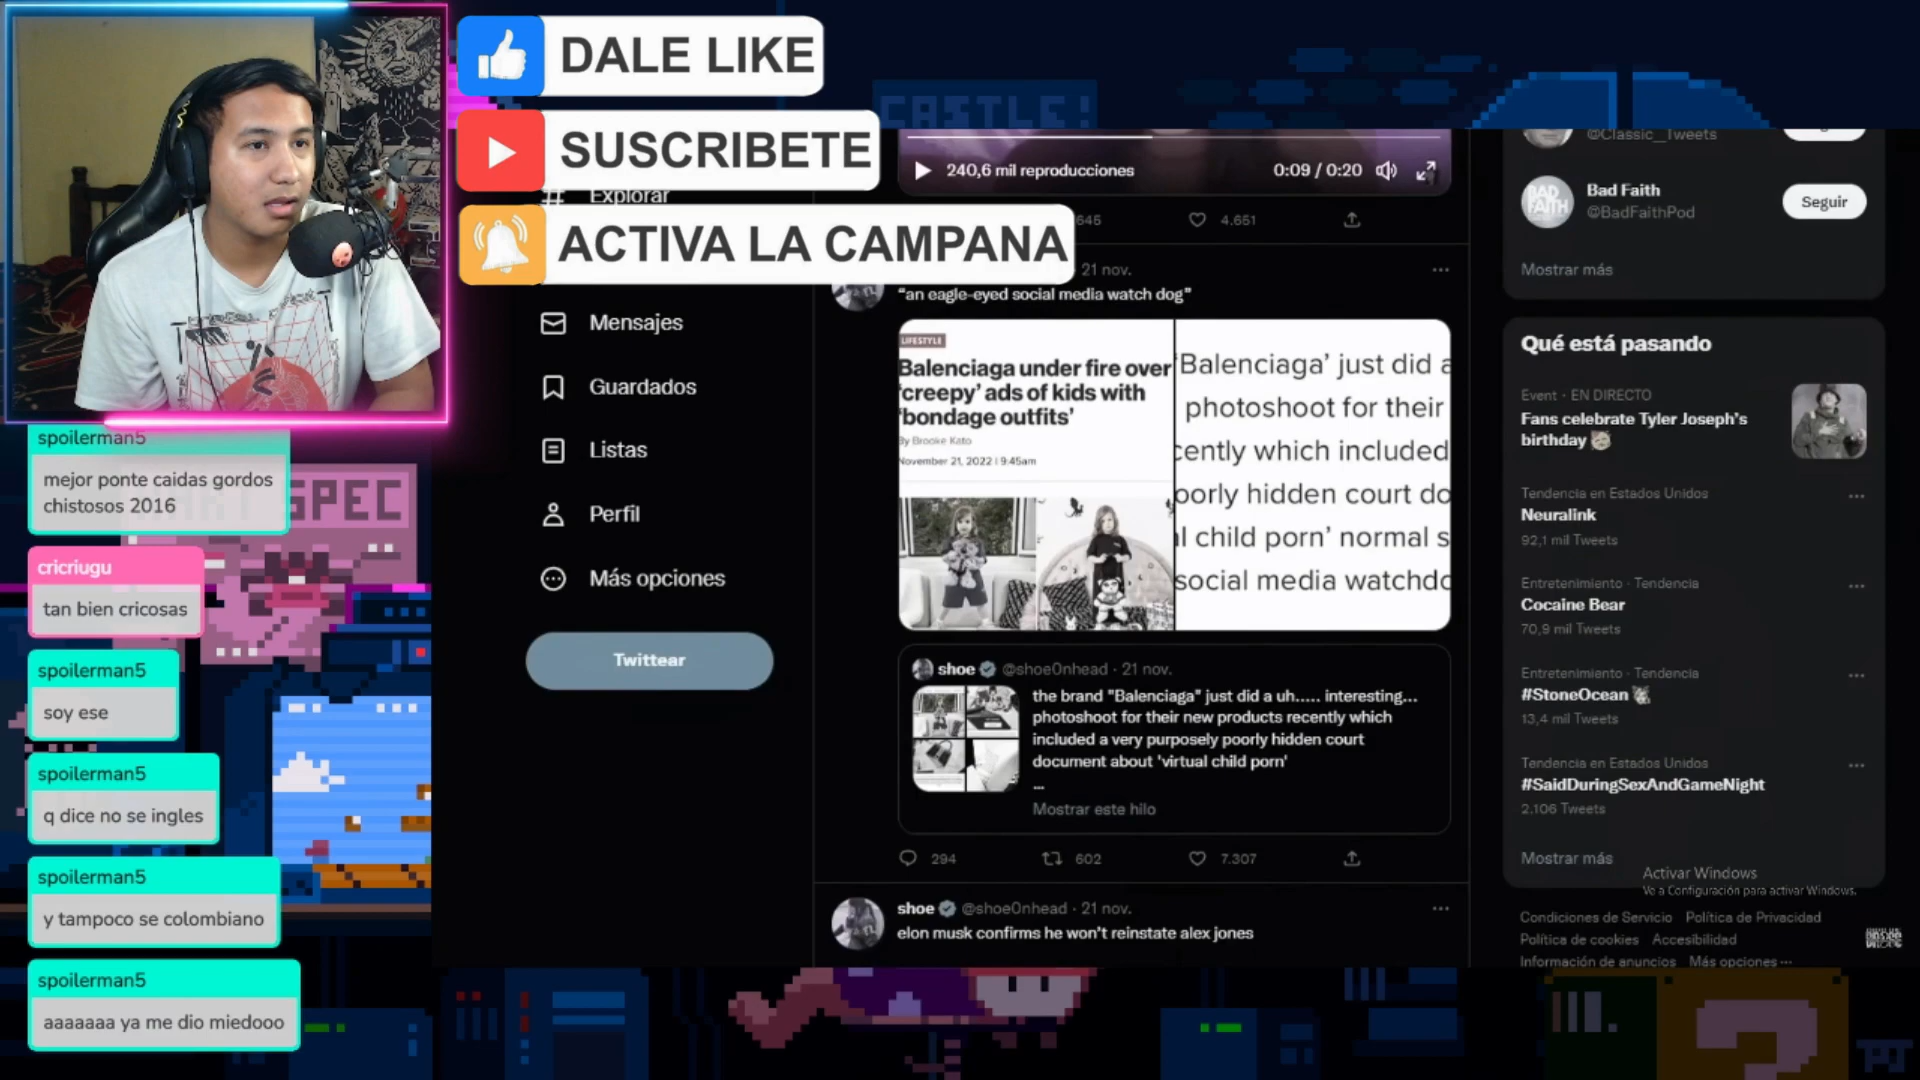 DALE LIKE
SUSCRIBETE
ACTIVA LA CAMPANA
CASTLE!
spoilerman5
mejor ponte caidas gordos
chistosos 2016
SPEC
cricriugu
tan bien cricosas
spoilerman5
soy ese
spoilerman5
q dice no se ingles
spoilerman5
y tampoco se colombiano
spoilerman5
aaaaaaa ya me dio miedooo
# Explorar
Mensajes
Guardados
Listas
Perfil
Más opciones
Twittear
240,6 mil reproducciones
0:09 / 0:20
645
4.651
21 nov.
“an eagle-eyed social media watch dog”
LIFESTYLE
Balenciaga under fire over
‘creepy’ ads of kids with
‘bondage outfits’
By Brooke Kato
November 21, 2022 | 9:45am
'Balenciaga' just did a
photoshoot for their
cently which included
oorly hidden court do
l child porn’ normal s
social media watchdo
shoe @shoe0nhead · 21 nov.
the brand "Balenciaga" just did a uh..... interesting...
photoshoot for their new products recently which
included a very purposely poorly hidden court
document about 'virtual child porn'
...
Mostrar este hilo
294
602
7.307
shoe @shoe0nhead · 21 nov.
elon musk confirms he won't reinstate alex jones
@Classic_Tweets
BAD
FAITH
Bad Faith
@BadFaithPod
Seguir
Mostrar más
Qué está pasando
Event · EN DIRECTO
Fans celebrate Tyler Joseph's
birthday
Tendencia en Estados Unidos
Neuralink
92,1 mil Tweets
Entretenimiento · Tendencia
Cocaine Bear
70,9 mil Tweets
Entretenimiento · Tendencia
#StoneOcean
13,4 mil Tweets
Tendencia en Estados Unidos
#SaidDuringSexAndGameNight
2.106 Tweets
Mostrar más
Activar Windows
Ve a Configuración para activar Windows.
Condiciones de Servicio Política de Privacidad
Política de cookies Accesibilidad
Información de anuncios Más opciones ···